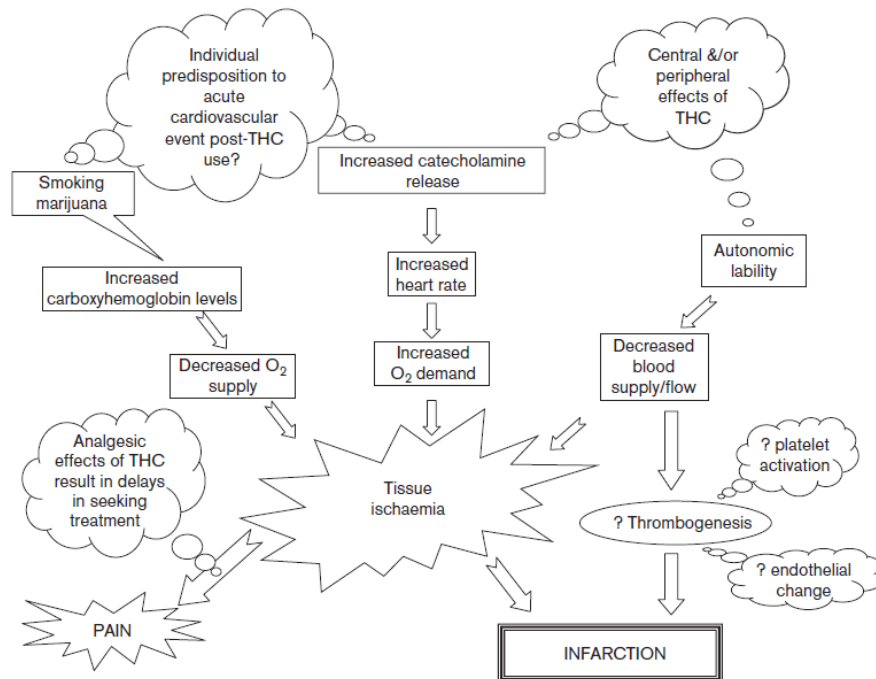 Individual
predisposition to
acute
cardiovascular
event post-THC
use?
Central &/or
peripheral
effects of
THC
Smoking
marijuana
Increased catecholamine
release
Increased
carboxyhemoglobin levels
Increased
heart rate
Autonomic
lability
Decreased O₂
supply
Increased
O₂ demand
Decreased
blood
supply/flow
Analgesic
effects of THC
result in delays
in seeking
treatment
Tissue
ischaemia
? platelet
activation
? Thrombogenesis
? endothelial
change
PAIN
INFARCTION